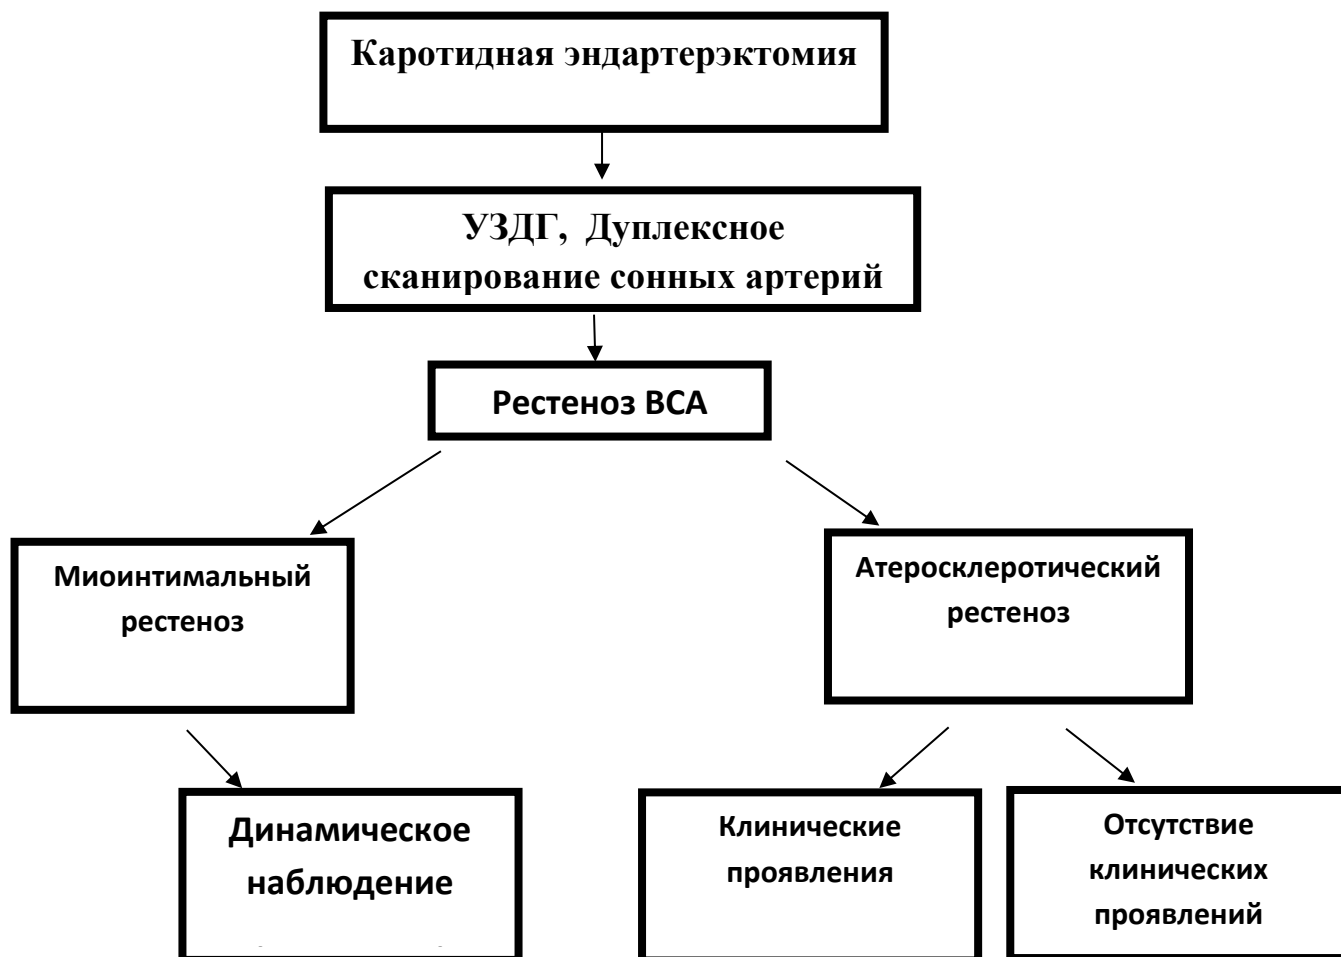 Каротидная эндартерэктомия
УЗДГ, Дуплексное
сканирование сонных артерий
Рестеноз ВСА
Миоинтимальный
рестеноз
Атеросклеротический
рестеноз
Динамическое
наблюдение
Клинические
проявления
Отсутствие
клинических
проявлений